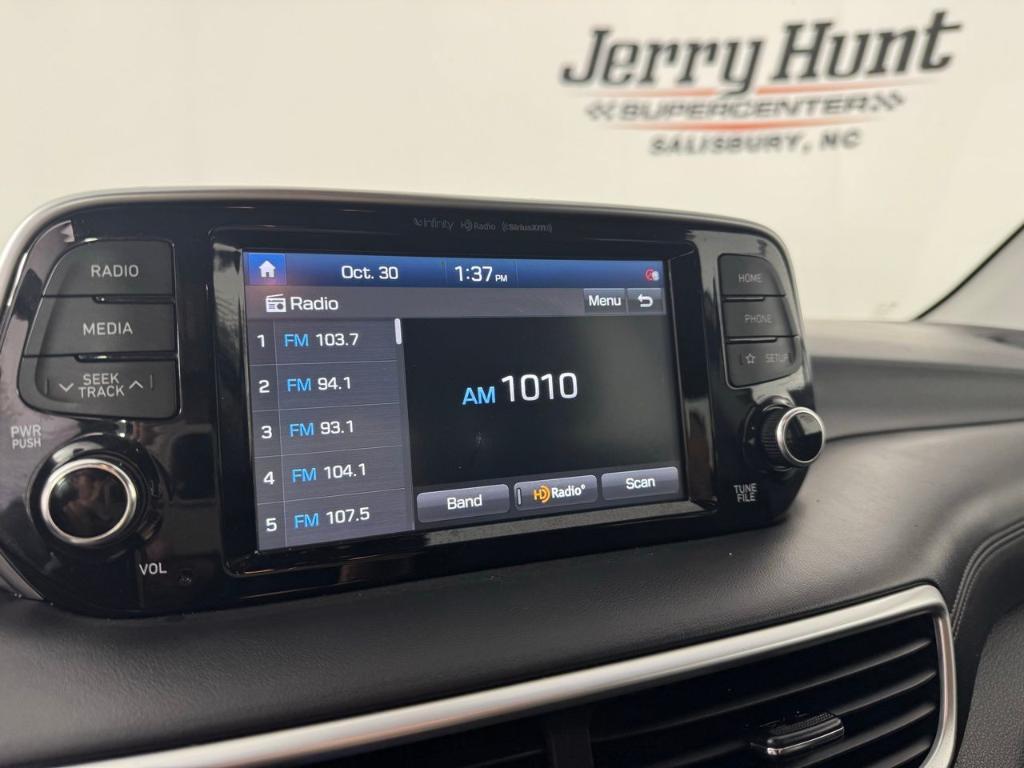 Jerry Hunt
SUPERCENTER
SALISBURY, NC
Infinity HD Radio ((SiriusXM))
RADIO
MEDIA
SEEK
TRACK
PWR
PUSH
VOL
Oct. 30 1:37 PM
Radio Menu
1 FM 103.7
2 FM 94.1
3 FM 93.1
4 FM 104.1
5 FM 107.5
AM 1010
Band HD Radio® Scan
HOME
PHONE
☆ SETUP
TUNE
FILE